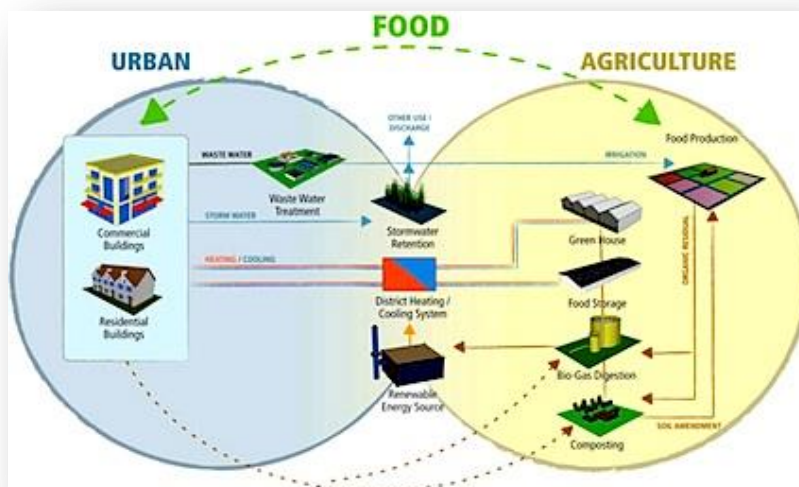 FOOD
URBAN
AGRICULTURE
OTHER USE /
DISCHARGE
Food Production
WASTE WATER
IRRIGATION
Waste Water
Treatment
STORM WATER
Commercial
Buildings
Stormwater
Retention
Green House
ORGANIC RESIDUAL
HEATING / COOLING
District Heating /
Cooling System
Food Storage
Residential
Buildings
Renewable
Energy Source
Bio-Gas Digestion
SOIL AMENDMENT
Composting